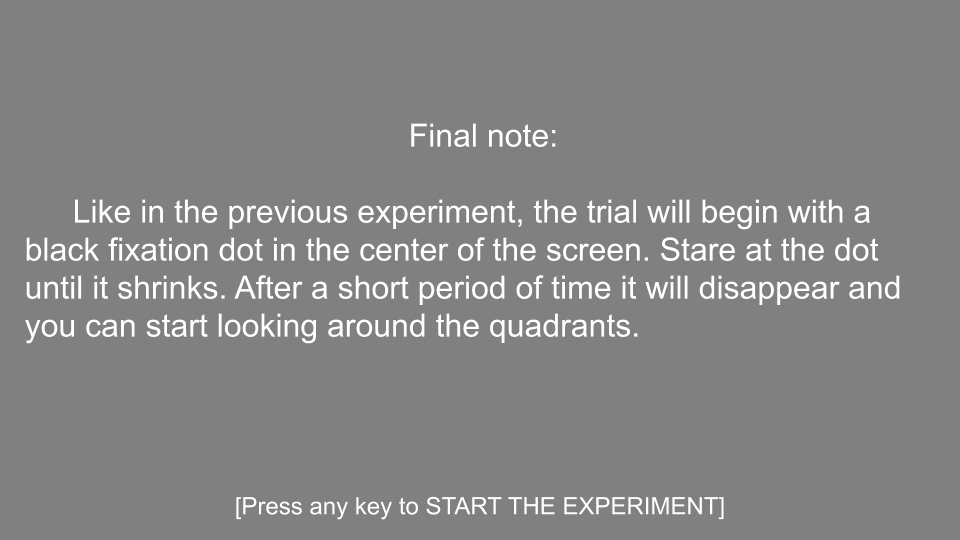 Final note:
Like in the previous experiment, the trial will begin with a
black fixation dot in the center of the screen. Stare at the dot
until it shrinks. After a short period of time it will disappear and
you can start looking around the quadrants.
[Press any key to START THE EXPERIMENT]